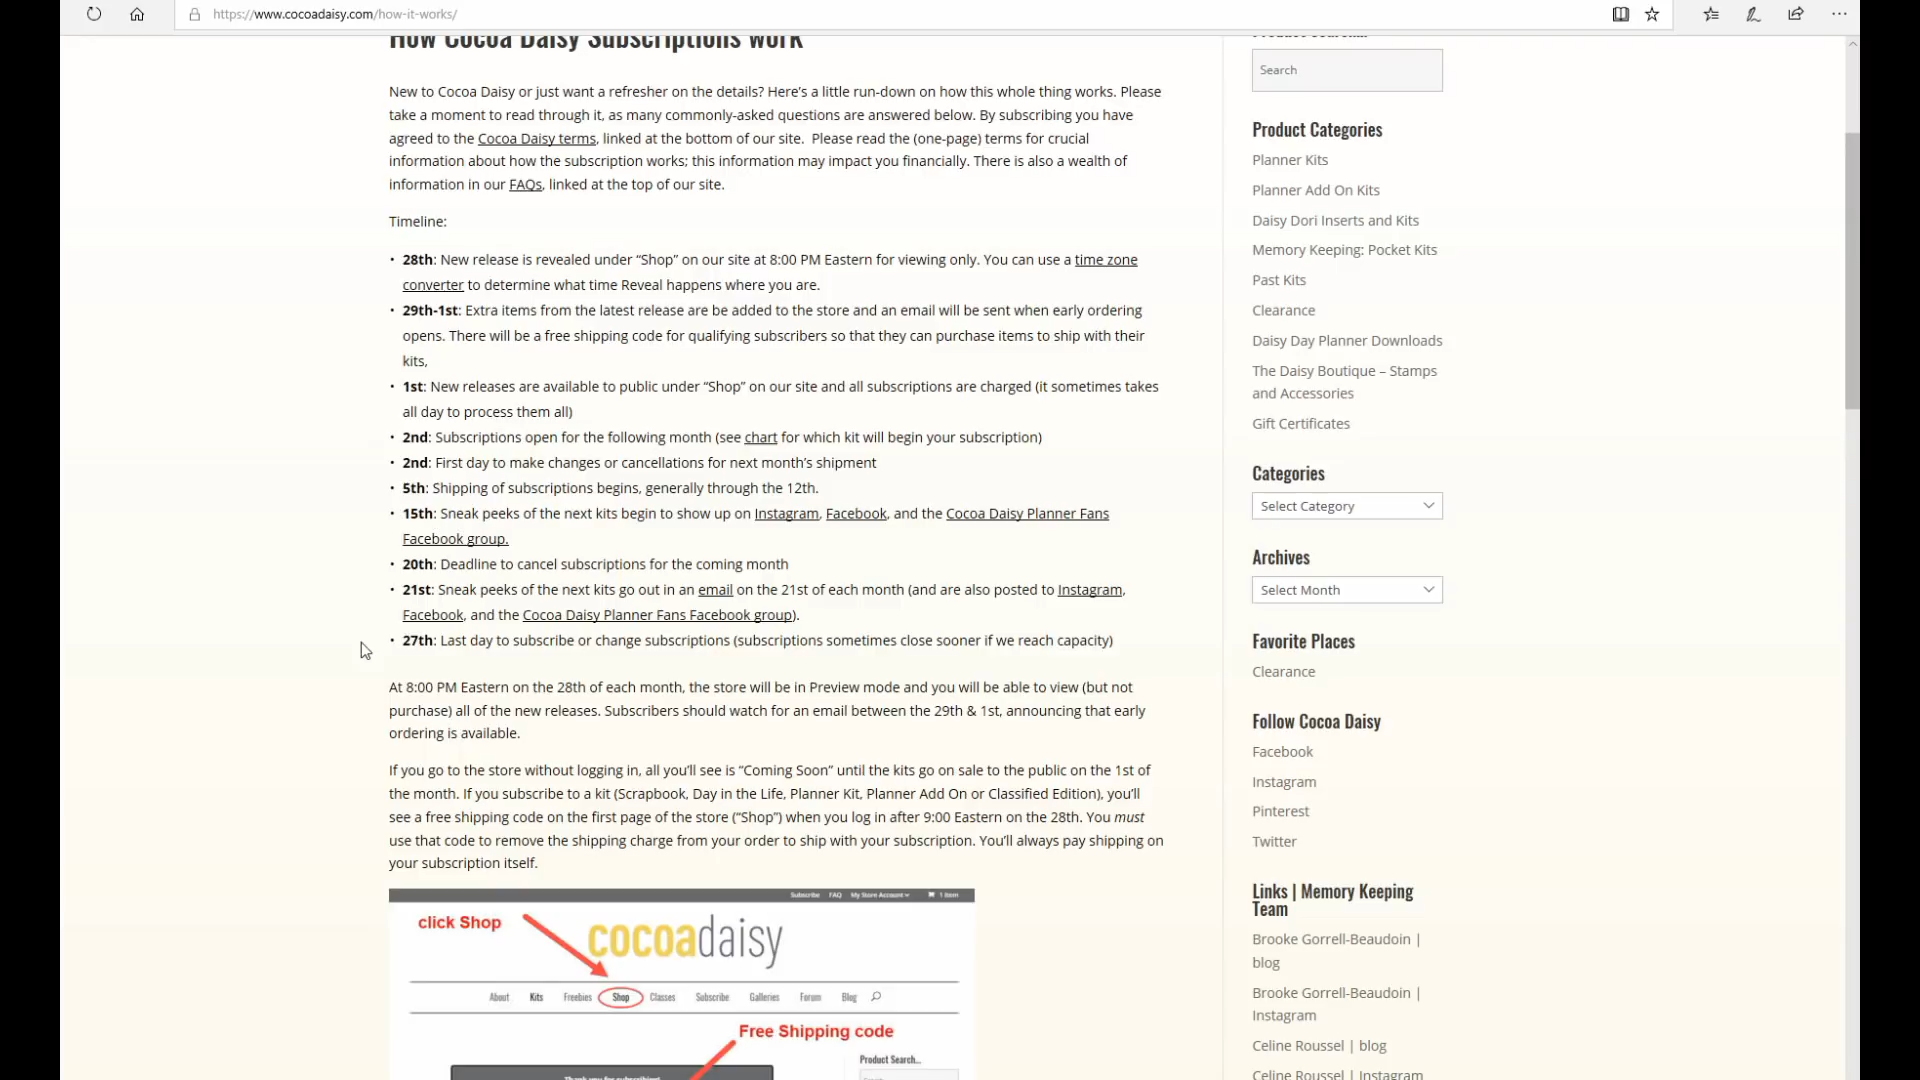 https://www.cocoadaisy.com/how-it-works/
How Cocoa Daisy Subscriptions Work
New to Cocoa Daisy or just want a refresher on the details? Here's a little run-down on how this whole thing works. Please
take a moment to read through it, as many commonly-asked questions are answered below. By subscribing you have
agreed to the Cocoa Daisy terms, linked at the bottom of our site.  Please read the (one-page) terms for crucial
information about how the subscription works; this information may impact you financially. There is also a wealth of
information in our FAQs, linked at the top of our site.
Timeline:
• 28th: New release is revealed under “Shop” on our site at 8:00 PM Eastern for viewing only. You can use a time zone
converter to determine what time Reveal happens where you are.
• 29th-1st: Extra items from the latest release are be added to the store and an email will be sent when early ordering
opens. There will be a free shipping code for qualifying subscribers so that they can purchase items to ship with their
kits,
• 1st: New releases are available to public under “Shop” on our site and all subscriptions are charged (it sometimes takes
all day to process them all)
• 2nd: Subscriptions open for the following month (see chart for which kit will begin your subscription)
• 2nd: First day to make changes or cancellations for next month's shipment
• 5th: Shipping of subscriptions begins, generally through the 12th.
• 15th: Sneak peeks of the next kits begin to show up on Instagram, Facebook, and the Cocoa Daisy Planner Fans
Facebook group.
• 20th: Deadline to cancel subscriptions for the coming month
• 21st: Sneak peeks of the next kits go out in an email on the 21st of each month (and are also posted to Instagram,
Facebook, and the Cocoa Daisy Planner Fans Facebook group).
• 27th: Last day to subscribe or change subscriptions (subscriptions sometimes close sooner if we reach capacity)
At 8:00 PM Eastern on the 28th of each month, the store will be in Preview mode and you will be able to view (but not
purchase) all of the new releases. Subscribers should watch for an email between the 29th & 1st, announcing that early
ordering is available.
If you go to the store without logging in, all you'll see is “Coming Soon” until the kits go on sale to the public on the 1st of
the month. If you subscribe to a kit (Scrapbook, Day in the Life, Planner Kit, Planner Add On or Classified Edition), you'll
see a free shipping code on the first page of the store (“Shop”) when you log in after 9:00 Eastern on the 28th. You must
use that code to remove the shipping charge from your order to ship with your subscription. You'll always pay shipping on
your subscription itself.
Subscribe FAQ My Store Account 1 Item
click Shop
cocoadaisy
About Kits Freebies Shop Classes Subscribe Galleries Forum Blog
Free Shipping code
Product Search...
Thank you for subscribing!
Product Search...
Search
Product Categories
Planner Kits
Planner Add On Kits
Daisy Dori Inserts and Kits
Memory Keeping: Pocket Kits
Past Kits
Clearance
Daisy Day Planner Downloads
The Daisy Boutique – Stamps
and Accessories
Gift Certificates
Categories
Select Category
Archives
Select Month
Favorite Places
Clearance
Follow Cocoa Daisy
Facebook
Instagram
Pinterest
Twitter
Links | Memory Keeping
Team
Brooke Gorrell-Beaudoin |
blog
Brooke Gorrell-Beaudoin |
Instagram
Celine Roussel | blog
Celine Roussel | Instagram